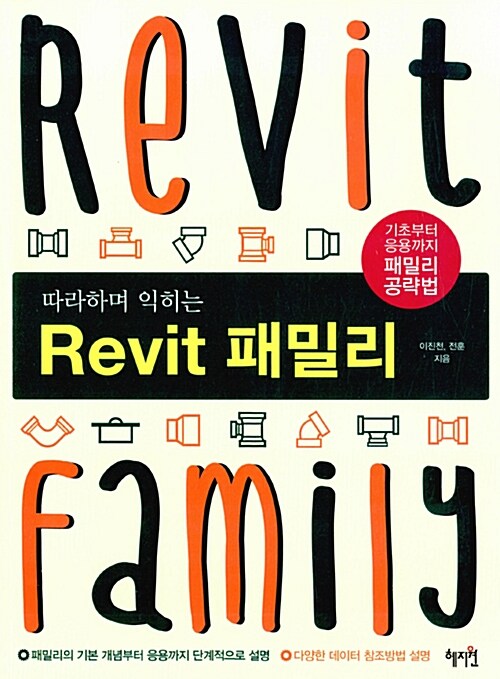 Revit
기초부터
응용까지
패밀리
공략법
따라하며 익히는
Revit 패밀리
이진천, 전훈
지음
family
패밀리의 기본 개념부터 응용까지 단계적으로 설명 다양한 데이터 참조방법 설명
혜지원